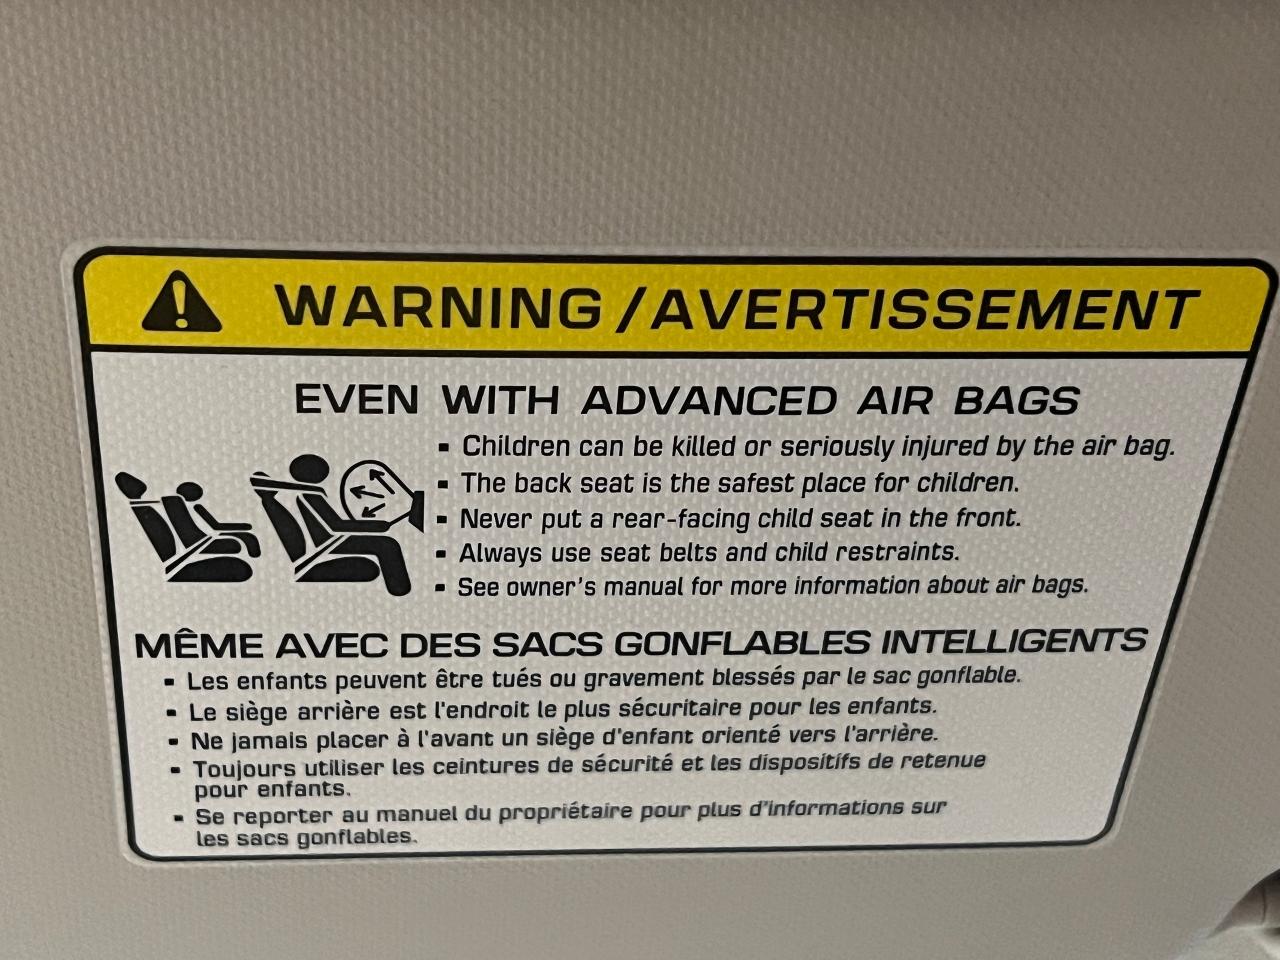 WARNING/AVERTISSEMENT
EVEN WITH ADVANCED AIR BAGS
▪ Children can be killed or seriously injured by the air bag.
▪ The back seat is the safest place for children.
▪ Never put a rear-facing child seat in the front.
▪ Always use seat belts and child restraints.
▪ See owner's manual for more information about air bags.
MÊME AVEC DES SACS GONFLABLES INTELLIGENTS
▪ Les enfants peuvent être tués ou gravement blessés par le sac gonflable.
▪ Le siège arrière est l'endroit le plus sécuritaire pour les enfants.
▪ Ne jamais placer à l'avant un siège d'enfant orienté vers l'arrière.
▪ Toujours utiliser les ceintures de sécurité et les dispositifs de retenue
pour enfants.
▪ Se reporter au manuel du propriétaire pour plus d'informations sur
les sacs gonflables.